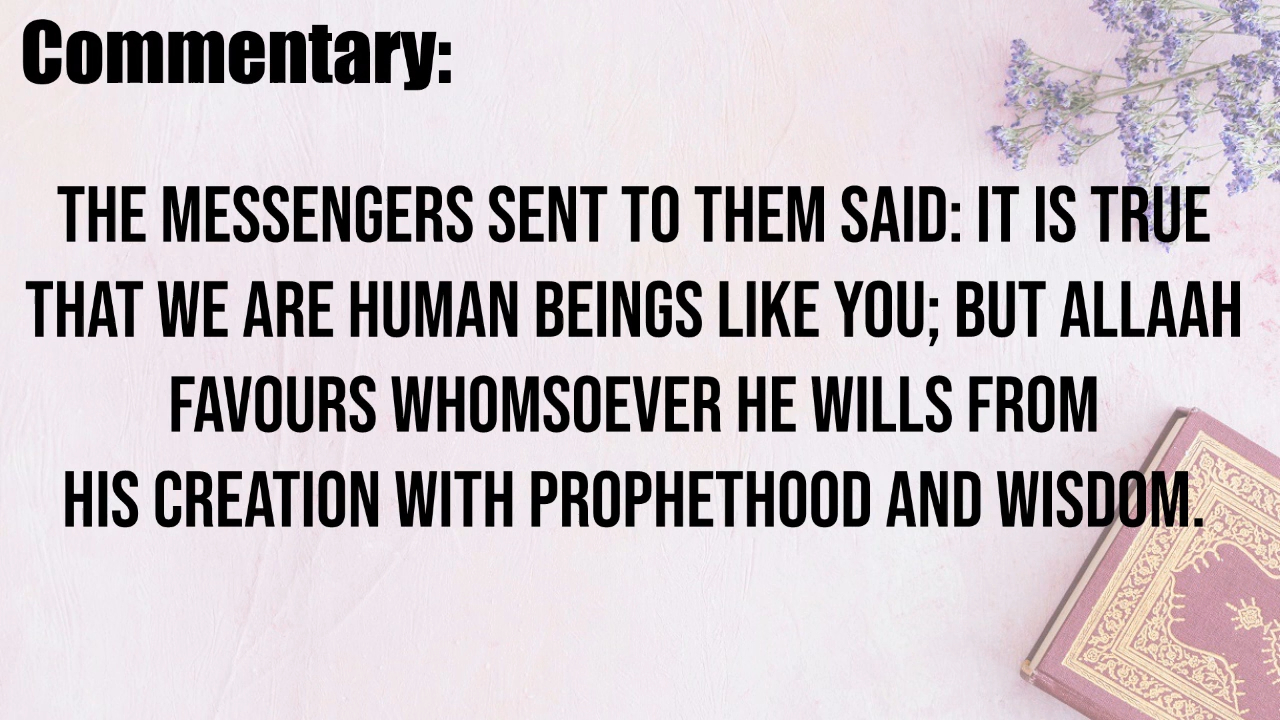 Commentary:
THE MESSENGERS SENT TO THEM SAID: IT IS TRUE
THAT WE ARE HUMAN BEINGS LIKE YOU; BUT ALLAAH
FAVOURS WHOMSOEVER HE WILLS FROM
HIS CREATION WITH PROPHETHOOD AND WISDOM.